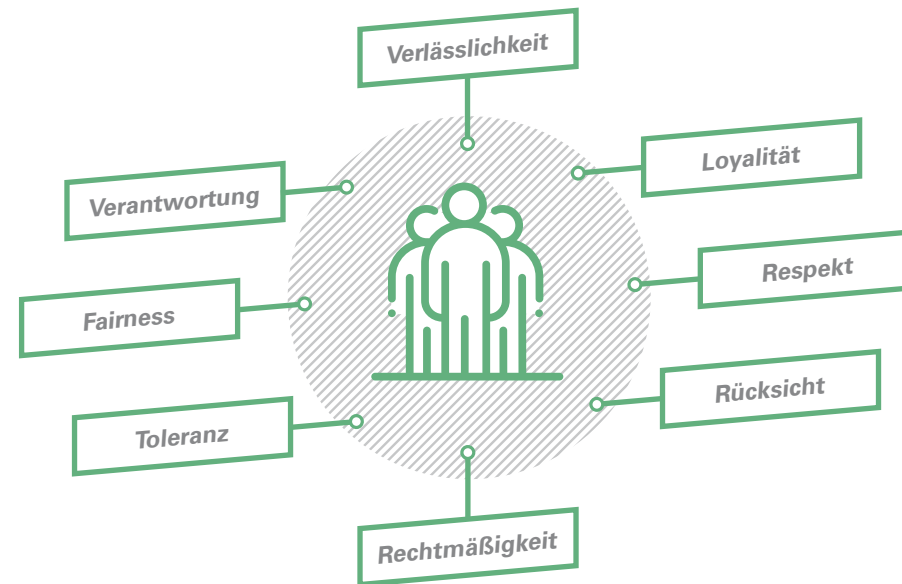 Verlässlichkeit
Loyalität
Verantwortung
Respekt
Fairness
Rücksicht
Toleranz
Rechtmäßigkeit